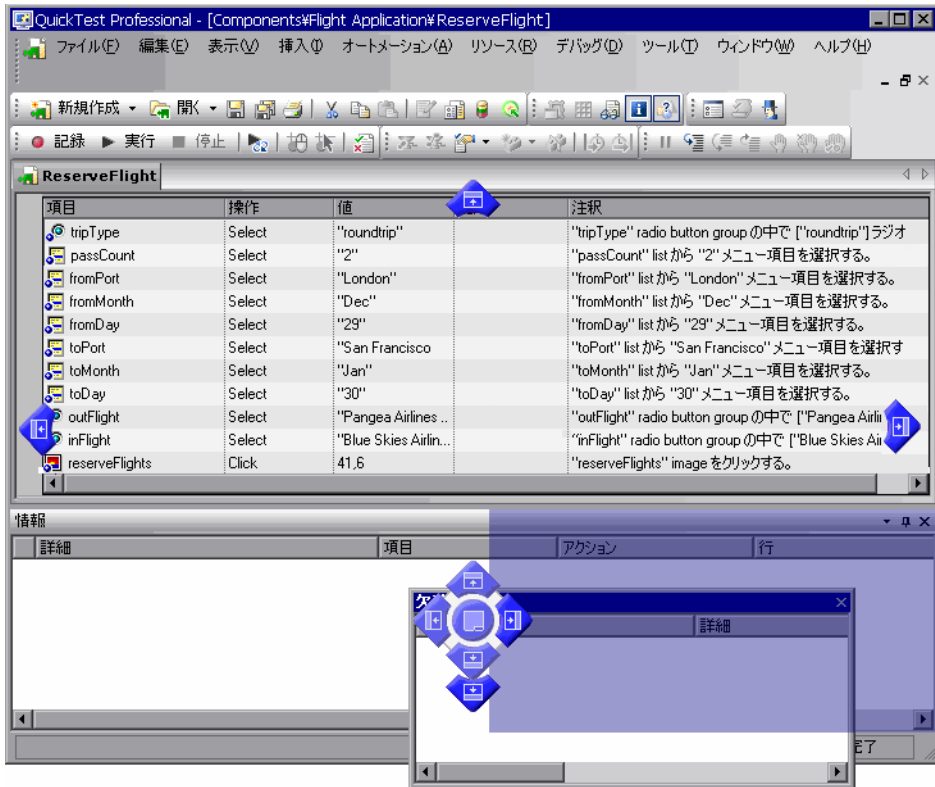 QuickTest Professional - [Components¥Flight Application¥ReserveFlight]
ファイル(F) 編集(E) 表示(V) 挿入(I) オートメーション(A) リソース(R) デバッグ(D) ツール(T) ウィンドウ(W) ヘルプ(H)
新規作成 開く
記録 実行 停止
ReserveFlight
項目 操作 値 注釈
tripType Select "roundtrip" "tripType" radio button group の中で ["roundtrip"] ラジオ
passCount Select "2" "passCount" list から "2" メニュー項目を選択する。
fromPort Select "London" "fromPort" list から "London" メニュー項目を選択する。
fromMonth Select "Dec" "fromMonth" list から "Dec" メニュー項目を選択する。
fromDay Select "29" "fromDay" list から "29" メニュー項目を選択する。
toPort Select "San Francisco "toPort" list から "San Francisco" メニュー項目を選択す
toMonth Select "Jan" "toMonth" list から "Jan" メニュー項目を選択する。
toDay Select "30" "toDay" list から "30" メニュー項目を選択する。
outFlight Select "Pangea Airlines .. "outFlight" radio button group の中で ["Pangea Airli
inFlight Select "Blue Skies Airlin... "inFlight" radio button group の中で ["Blue Skies Air
reserveFlights Click 41,6 "reserveFlights" image をクリックする。
情報
詳細 項目 アクション 行
詳細
完了